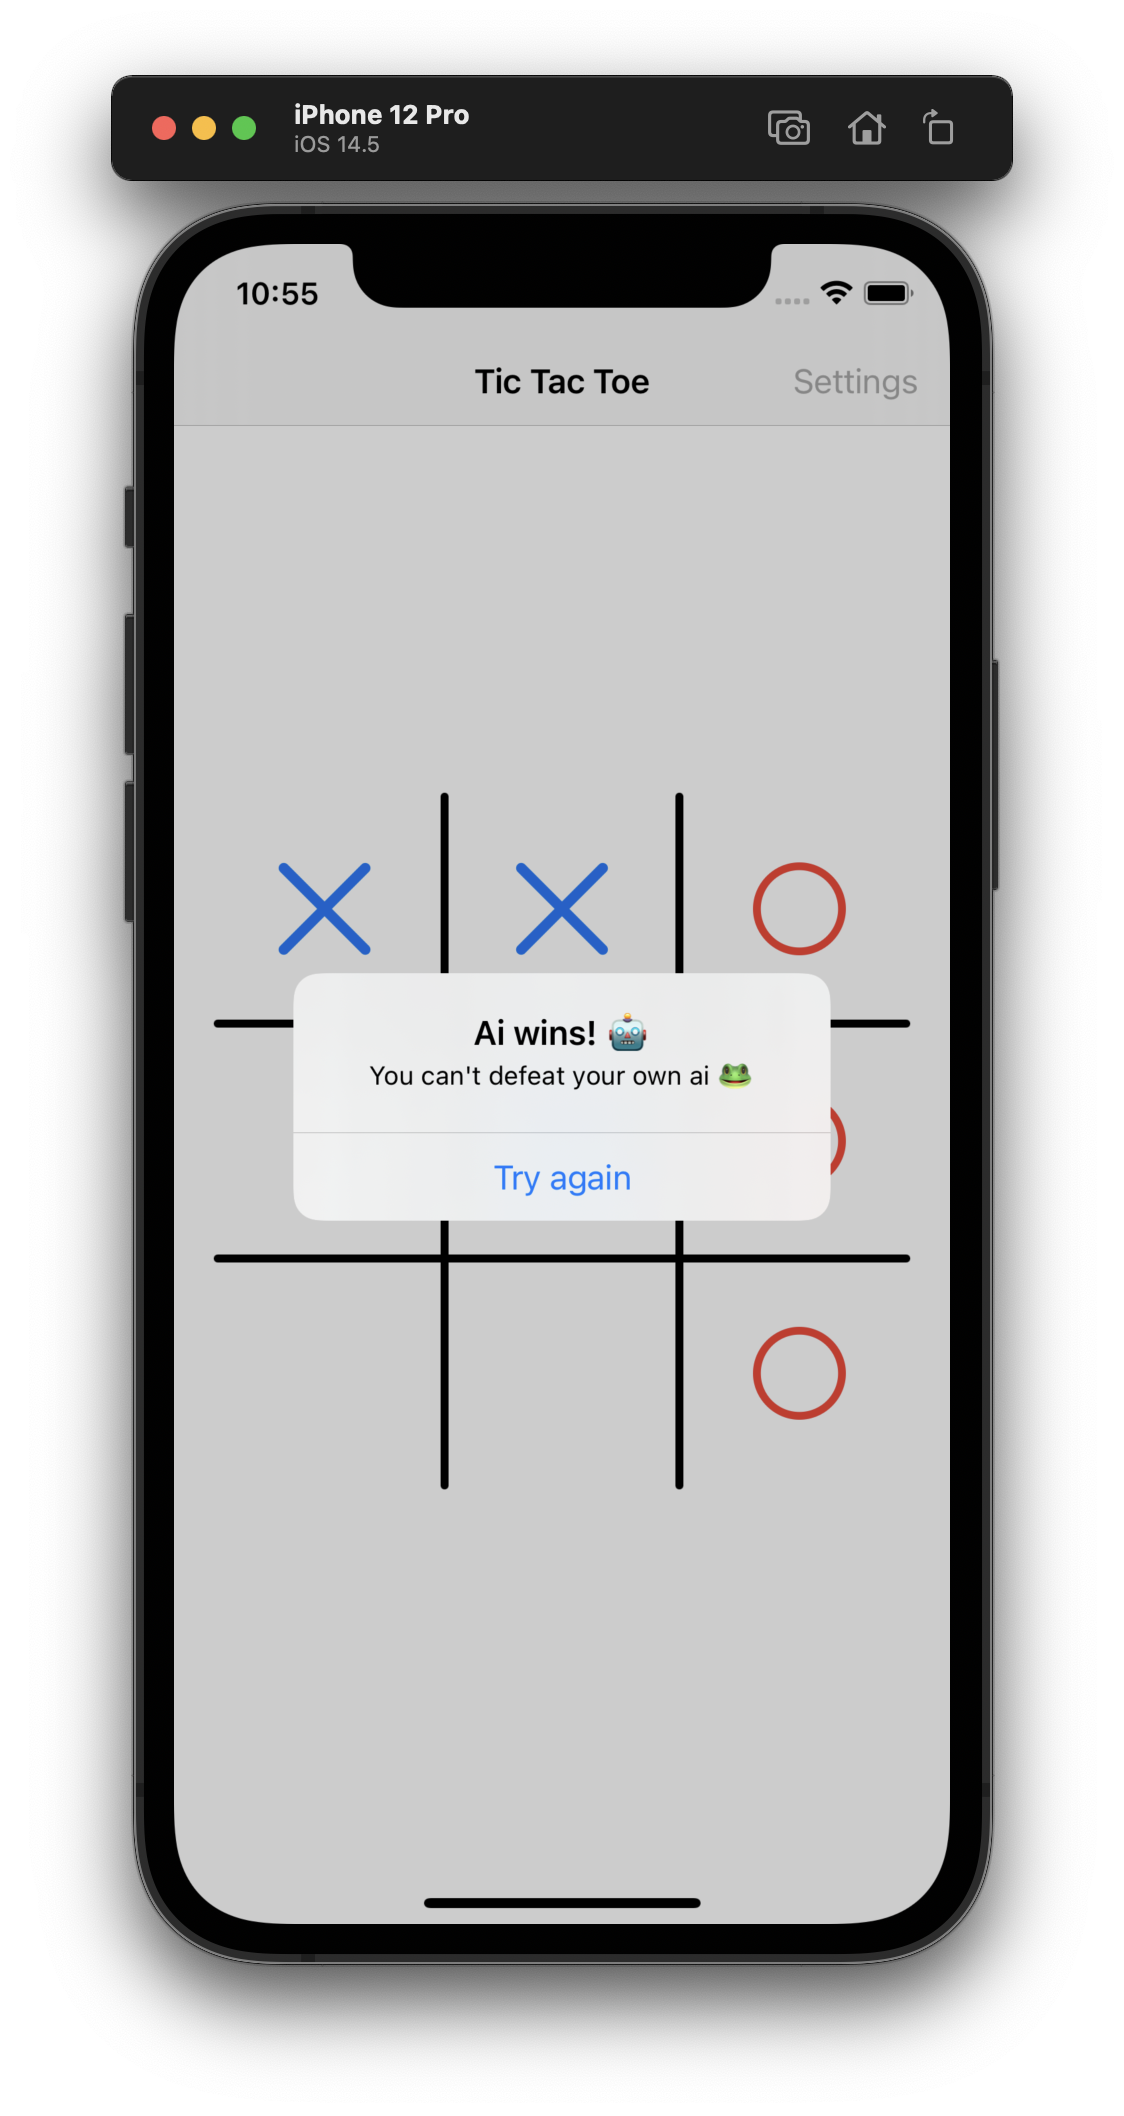 iPhone 12 Pro
iOS 14.5
10:55
Tic Tac Toe
Settings
Ai wins! 🤖
You can't defeat your own ai 🐸
Try again